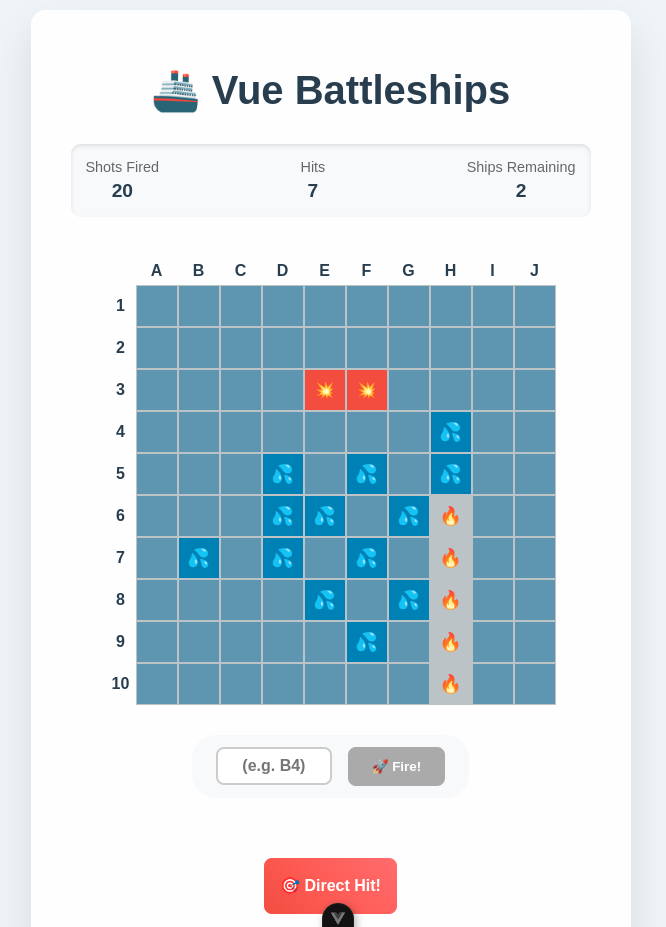 🚢 Vue Battleships
Shots Fired Hits Ships Remaining
20 7 2
A B C D E F G H I J
1
2
3
4
5
6
7
8
9
10
(e.g. B4) 🚀 Fire!
🎯 Direct Hit!